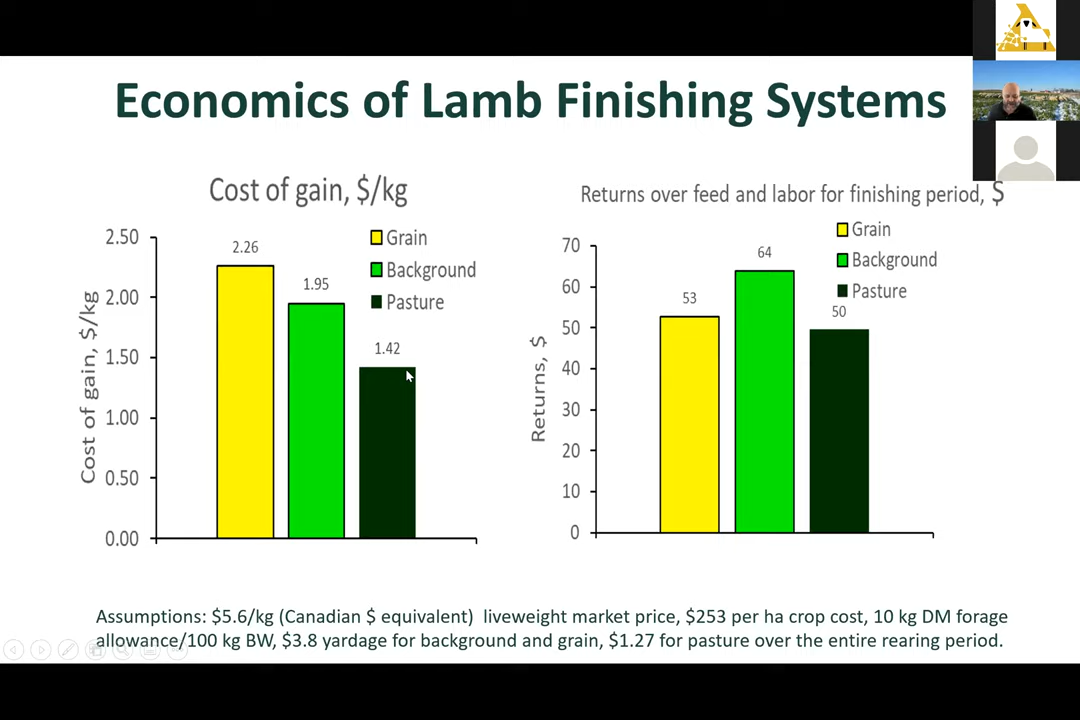 Economics of Lamb Finishing Systems
Cost of gain, $/kg
2.50
2.00
1.50
1.00
0.50
0.00
Cost of gain, $/kg
2.26
1.95
1.42
Grain
Background
Pasture
Returns over feed and labor for finishing period, $
70
60
50
40
30
20
10
0
Returns, $
53
64
50
Grain
Background
Pasture
Assumptions: $5.6/kg (Canadian $ equivalent) liveweight market price, $253 per ha crop cost, 10 kg DM forage
allowance/100 kg BW, $3.8 yardage for background and grain, $1.27 for pasture over the entire rearing period.